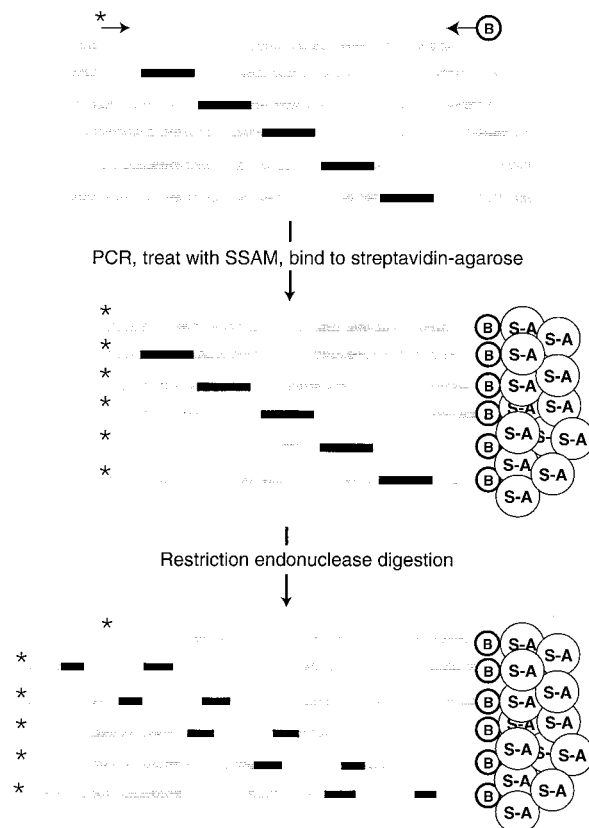 *
B
PCR, treat with SSAM, bind to streptavidin-agarose
* B S-A S-A
* B S-A
* B S-A S-A
* B S-A S-A
* B S-A S-A
* B S-A S-A
S-A
Restriction endonuclease digestion
* B S-A S-A
* B S-A
* B S-A S-A
* B S-A S-A
* B S-A S-A
* B S-A S-A
S-A